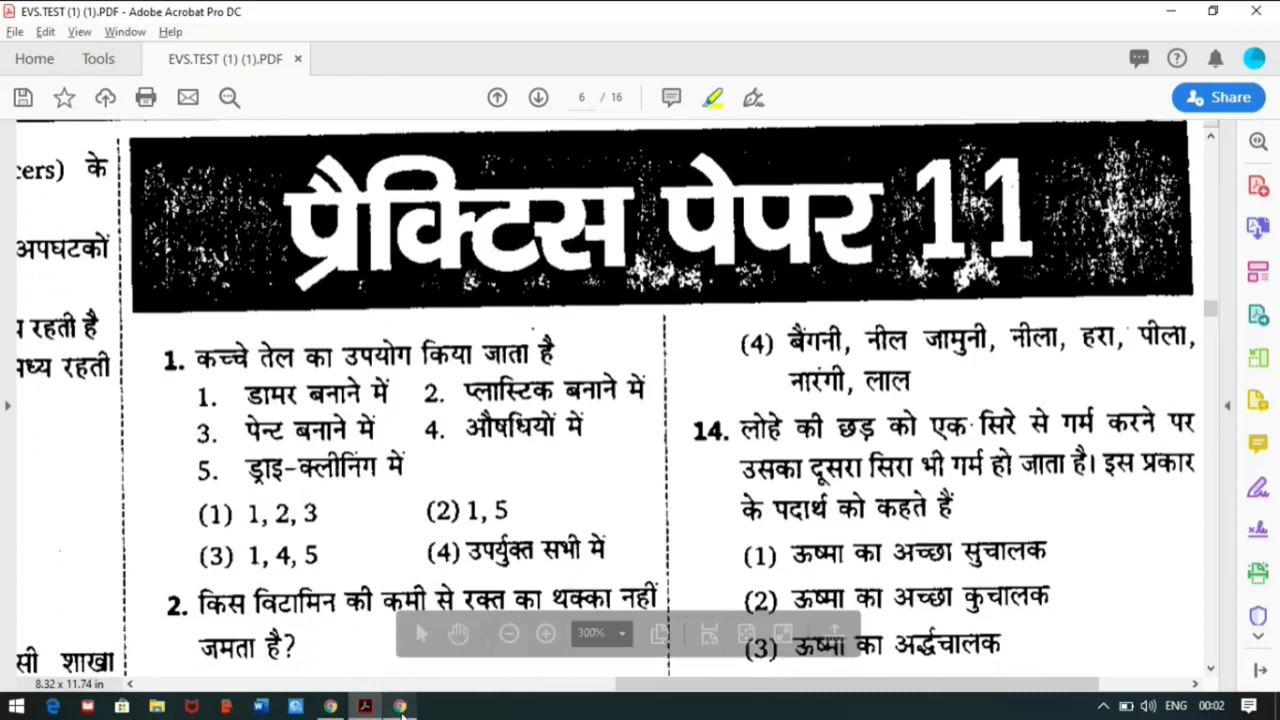 EVS.TEST (1) (1).PDF - Adobe Acrobat Pro DC
File Edit View Window Help
Home Tools EVS.TEST (1) (1).PDF ×
6 / 16
Share
cers) के
अपघटकों
रहती है
मध्य रहती
सी शाखा
प्रैक्टिस पेपर 11
1. कच्चे तेल का उपयोग किया जाता है
1. डामर बनाने में 2. प्लास्टिक बनाने में
3. पेन्ट बनाने में 4. औषधियों में
5. ड्राइ-क्लीनिंग में
(1) 1, 2, 3 (2) 1, 5
(3) 1, 4, 5 (4) उपर्युक्त सभी में
2. किस विटामिन की कमी से रक्त का थक्का नहीं
जमता है?
(4) बैंगनी, नील जामुनी, नीला, हरा, पीला,
नारंगी, लाल
14. लोहे की छड़ को एक सिरे से गर्म करने पर
उसका दूसरा सिरा भी गर्म हो जाता है। इस प्रकार
के पदार्थ को कहते हैं
(1) ऊष्मा का अच्छा सुचालक
(2) ऊष्मा का अच्छा कुचालक
(3) ऊष्मा का अर्द्धचालक
300%
8.32 x 11.74 in
ENG 00:02